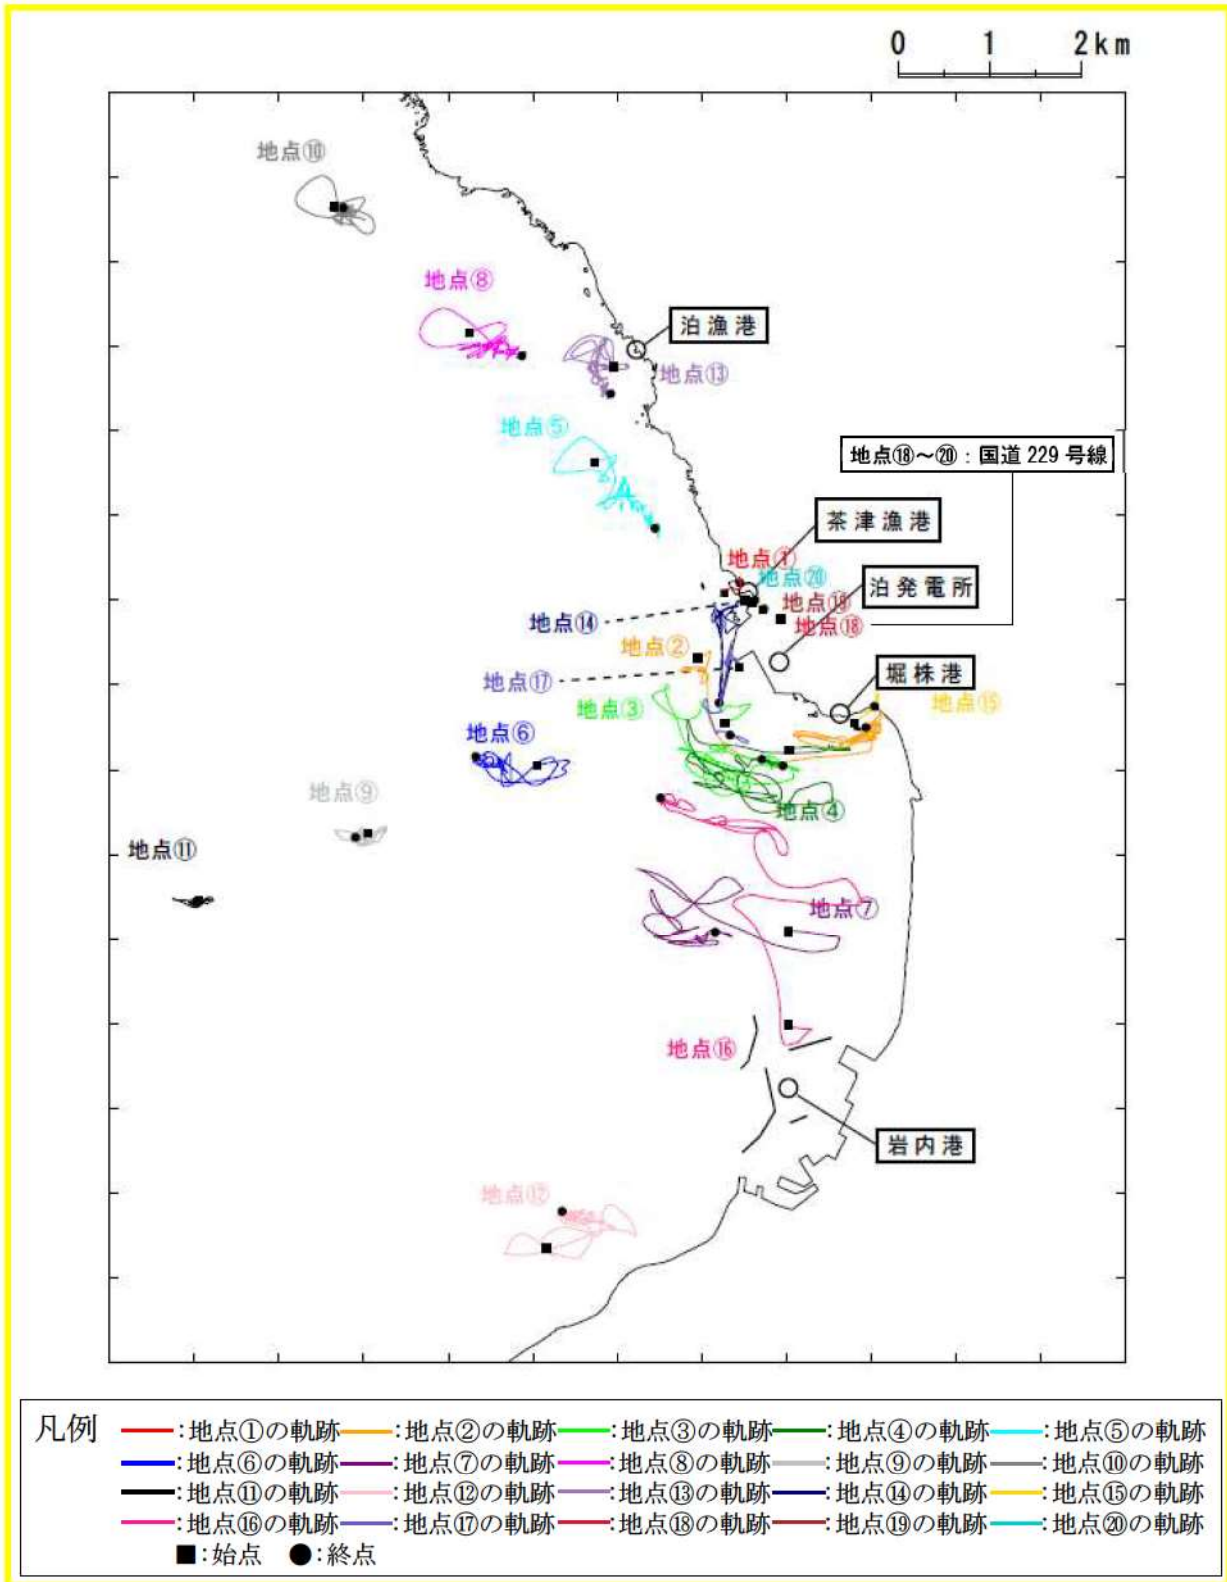 0 1 2km
地点⑩
地点⑧
泊漁港
地点⑬
地点⑤
地点⑱～⑳：国道229号線
茶津漁港
地点①
地点⑳
泊発電所
地点⑲
地点⑭
地点⑱
地点②
堀株港
地点⑰
地点③
地点⑮
地点⑥
地点⑨
地点④
地点⑪
地点⑦
地点⑯
岩内港
地点⑫
凡例 :地点①の軌跡 :地点②の軌跡 :地点③の軌跡 :地点④の軌跡 :地点⑤の軌跡
:地点⑥の軌跡 :地点⑦の軌跡 :地点⑧の軌跡 :地点⑨の軌跡 :地点⑩の軌跡
:地点⑪の軌跡 :地点⑫の軌跡 :地点⑬の軌跡 :地点⑭の軌跡 :地点⑮の軌跡
:地点⑯の軌跡 :地点⑰の軌跡 :地点⑱の軌跡 :地点⑲の軌跡 :地点⑳の軌跡
■:始点 ●:終点